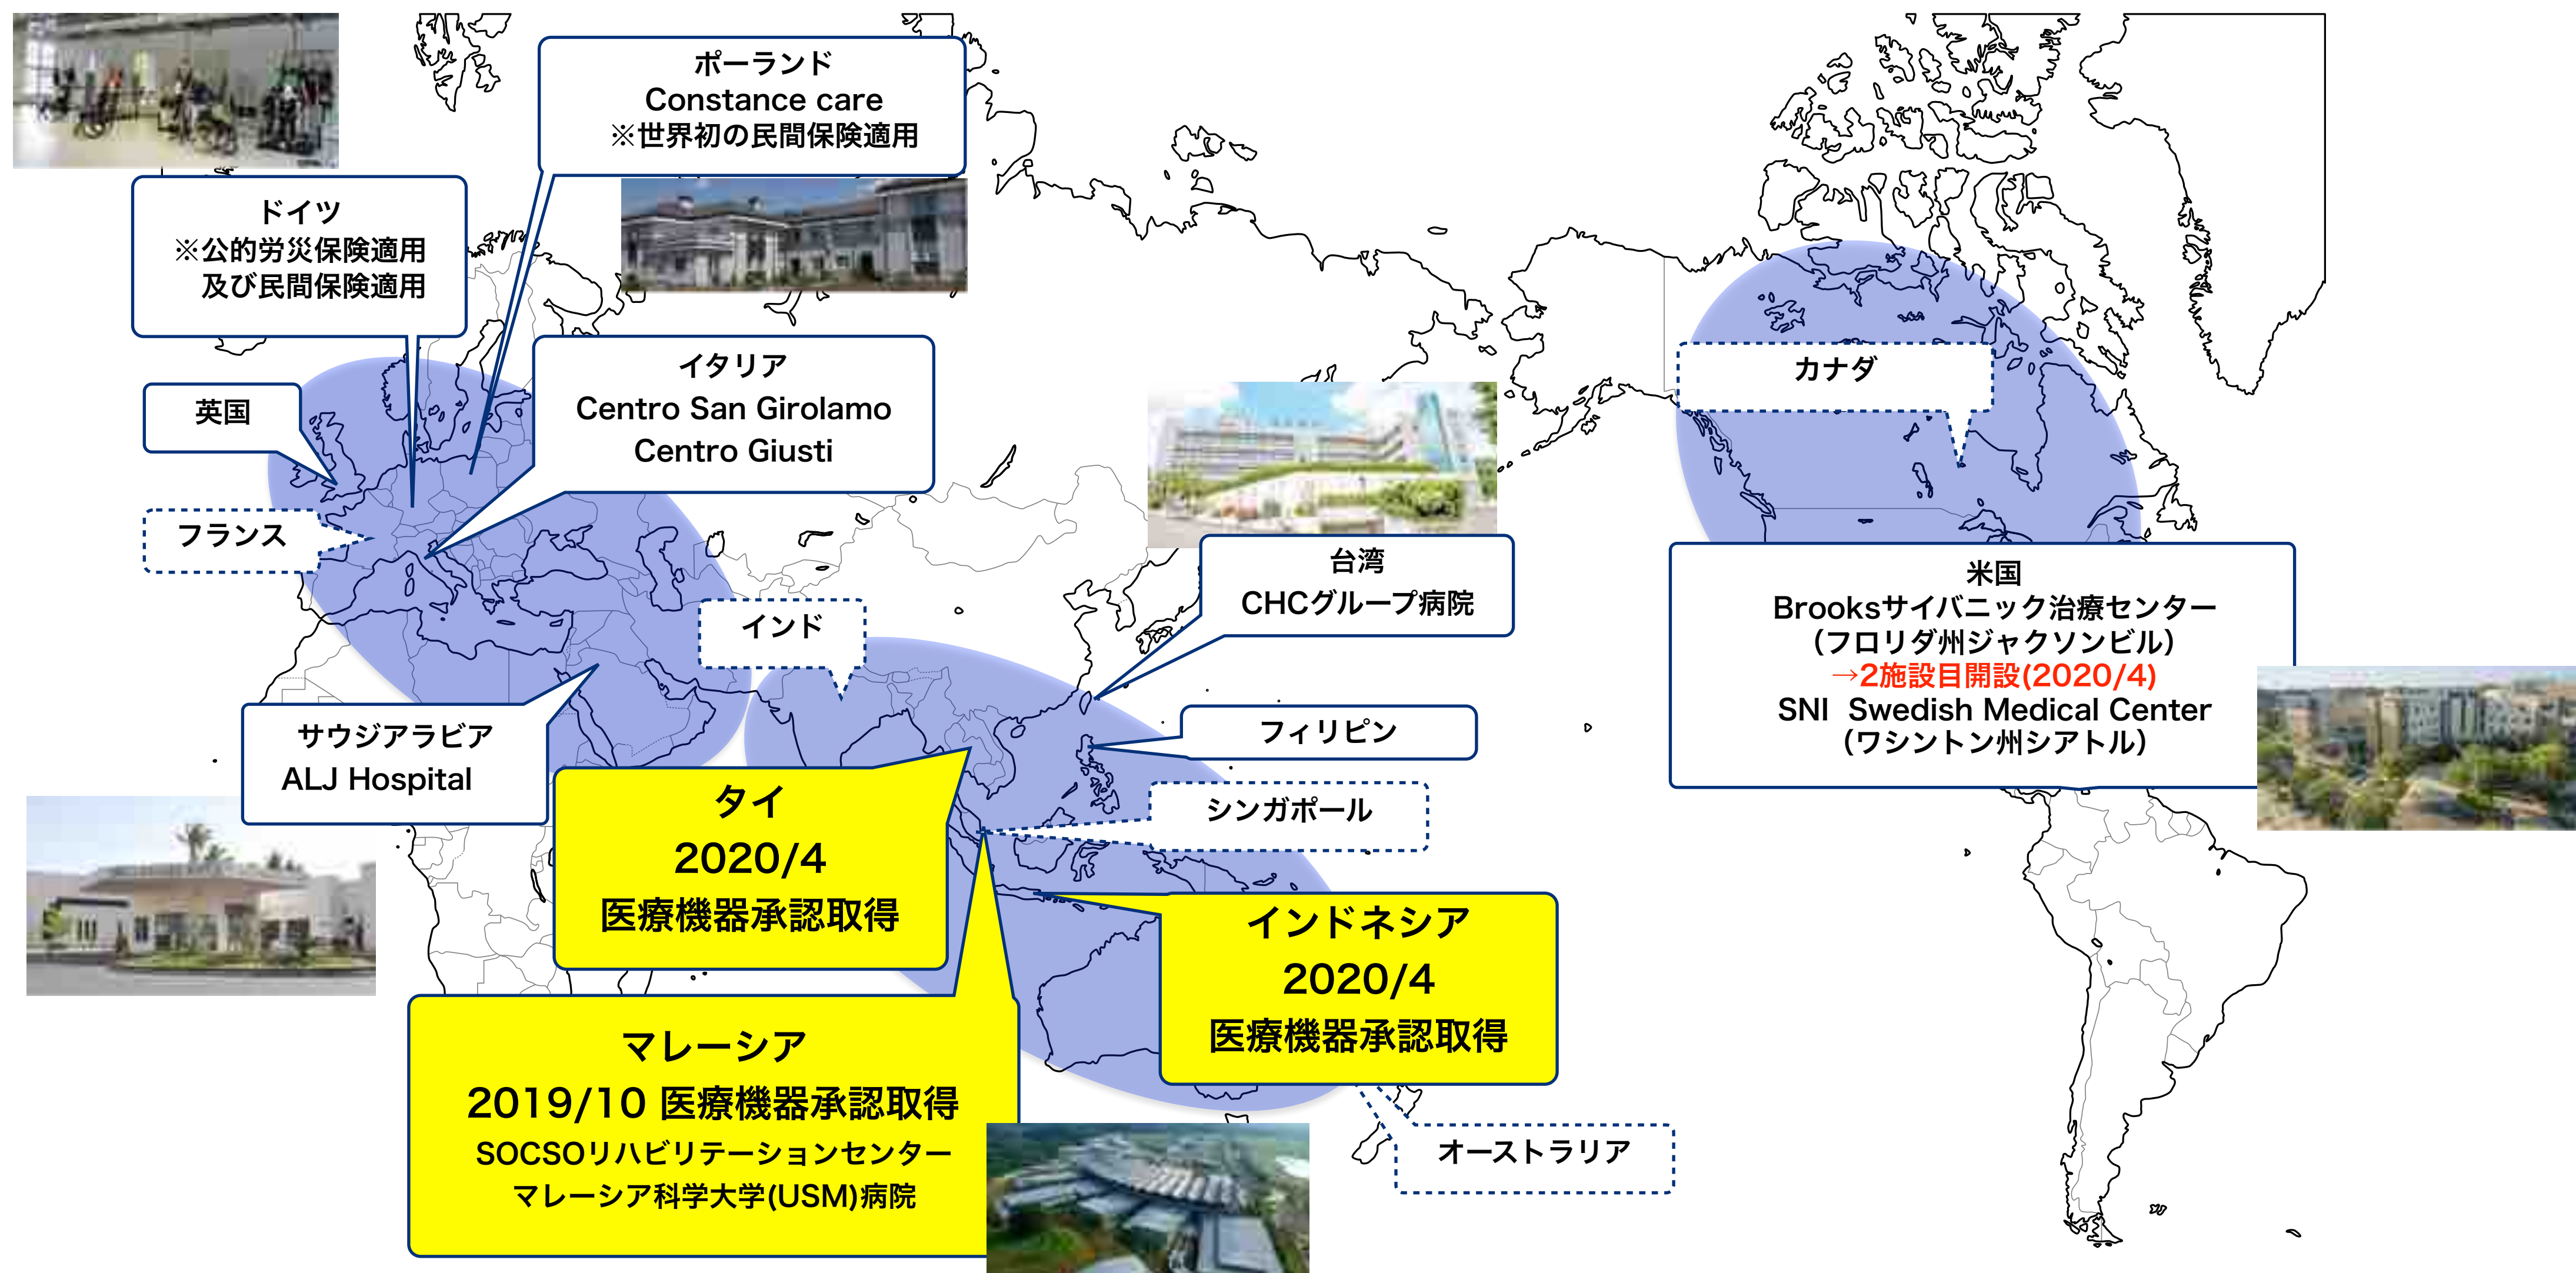 ポーランド
Constance care
※世界初の民間保険適用
ドイツ
※公的労災保険適用
及び民間保険適用
イタリア
Centro San Girolamo
Centro Giusti
英国
フランス
カナダ
インド
台湾
CHCグループ病院
米国
Brooksサイバニック治療センター
（フロリダ州ジャクソンビル）
→2施設目開設(2020/4)
SNI Swedish Medical Center
（ワシントン州シアトル）
サウジアラビア
ALJ Hospital
フィリピン
シンガポール
タイ
2020/4
医療機器承認取得
インドネシア
2020/4
医療機器承認取得
マレーシア
2019/10 医療機器承認取得
SOCSOリハビリテーションセンター
マレーシア科学大学(USM)病院
オーストラリア